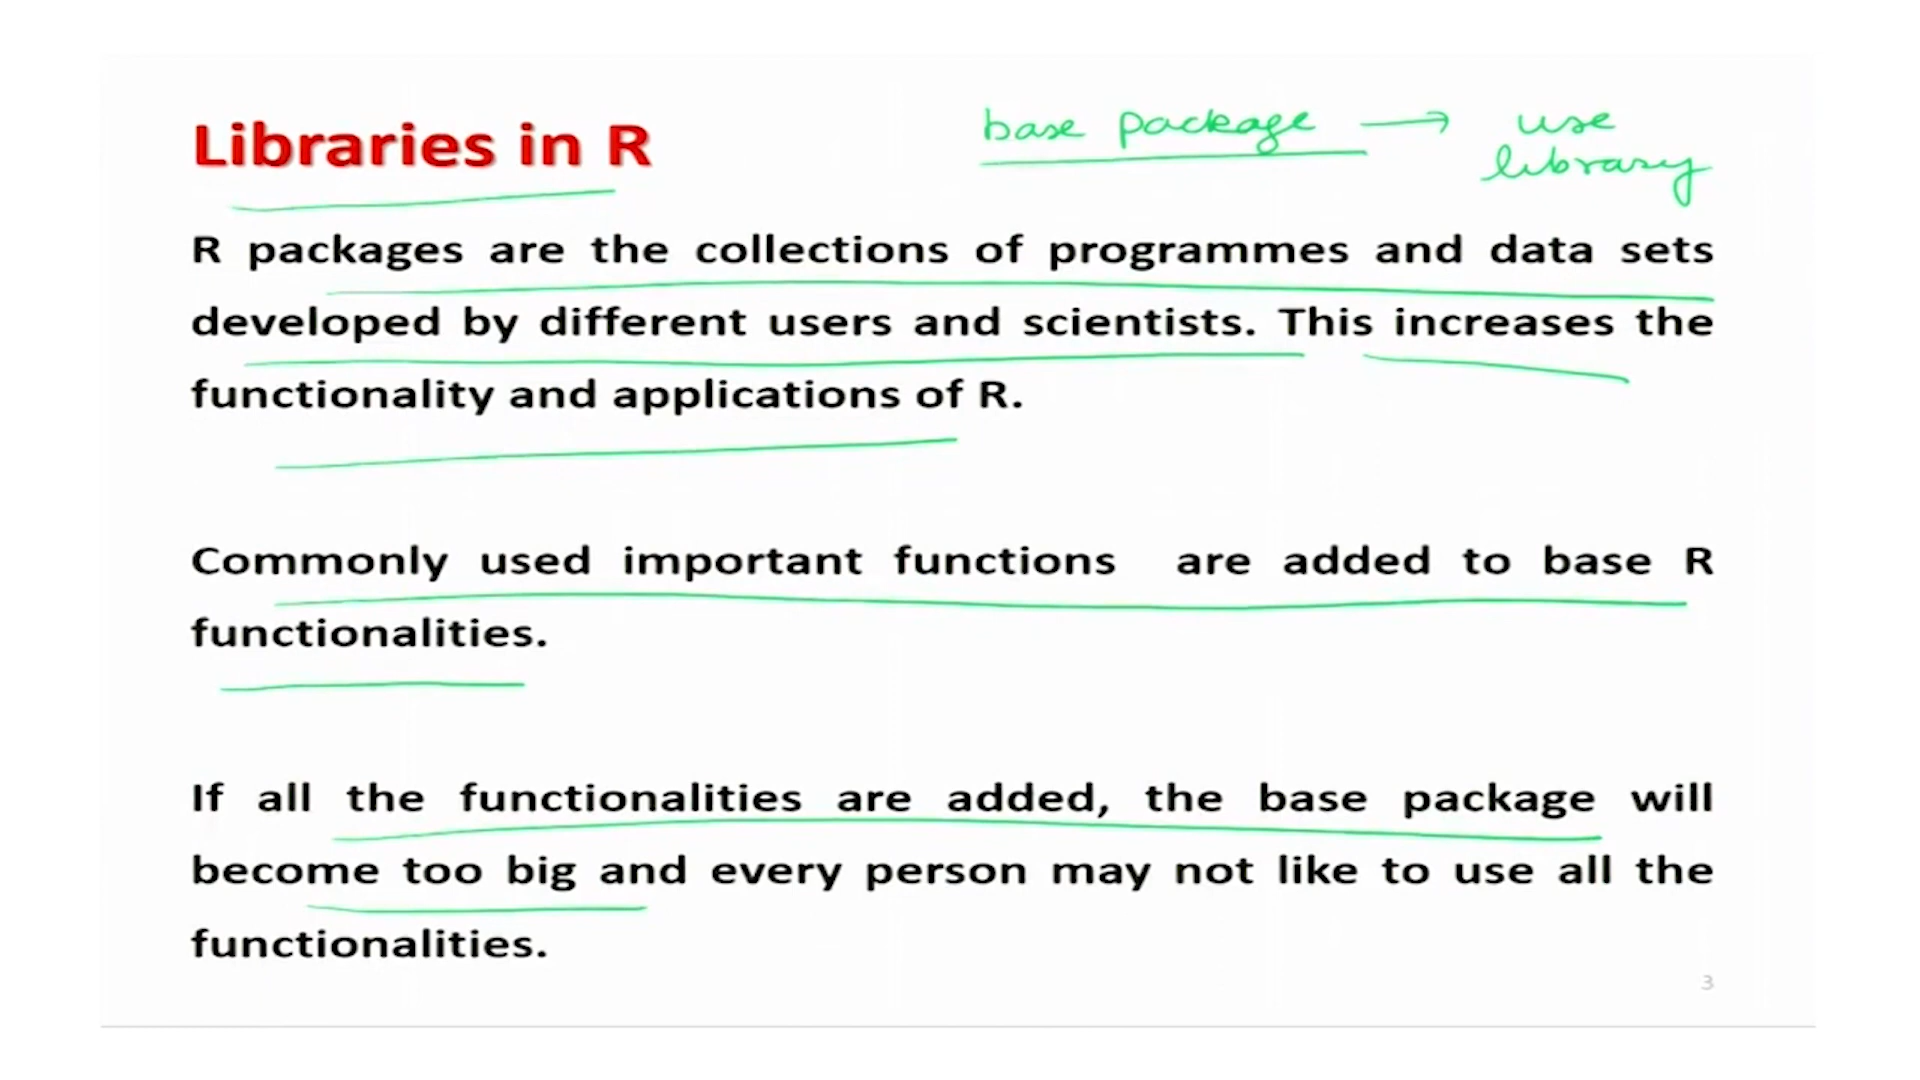 Libraries in R
base package → use
library
R packages are the collections of programmes and data sets
developed by different users and scientists. This increases the
functionality and applications of R.
Commonly used important functions are added to base R
functionalities.
If all the functionalities are added, the base package will
become too big and every person may not like to use all the
functionalities.
3